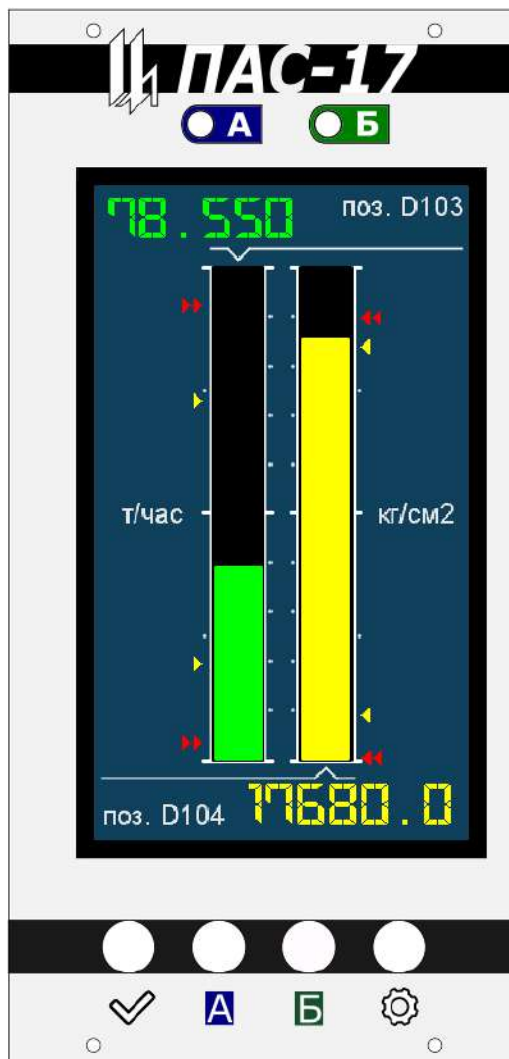 ПАС-17
А Б
78.550 поз. D103
т/час кг/см2
поз. D104 17680.0
А Б